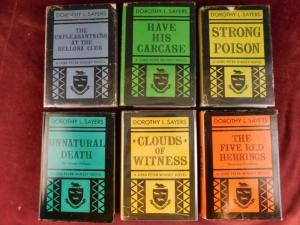 DOROTHY L. SAYERS
THE
UNPLEASANTNESS
AT THE
BELLONA CLUB
A LORD PETER WIMSEY NOVEL
DOROTHY L. SAYERS
HAVE
HIS
CARCASE
A LORD PETER WIMSEY NOVEL
DOROTHY L. SAYERS
STRONG
POISON
A LORD PETER WIMSEY NOVEL
DOROTHY L. SAYERS
UNNATURAL
DEATH
A LORD PETER WIMSEY NOVEL
DOROTHY L. SAYERS
CLOUDS
OF
WITNESS
A LORD PETER WIMSEY NOVEL
DOROTHY L. SAYERS
THE
FIVE RED
HERRINGS
A LORD PETER WIMSEY NOVEL